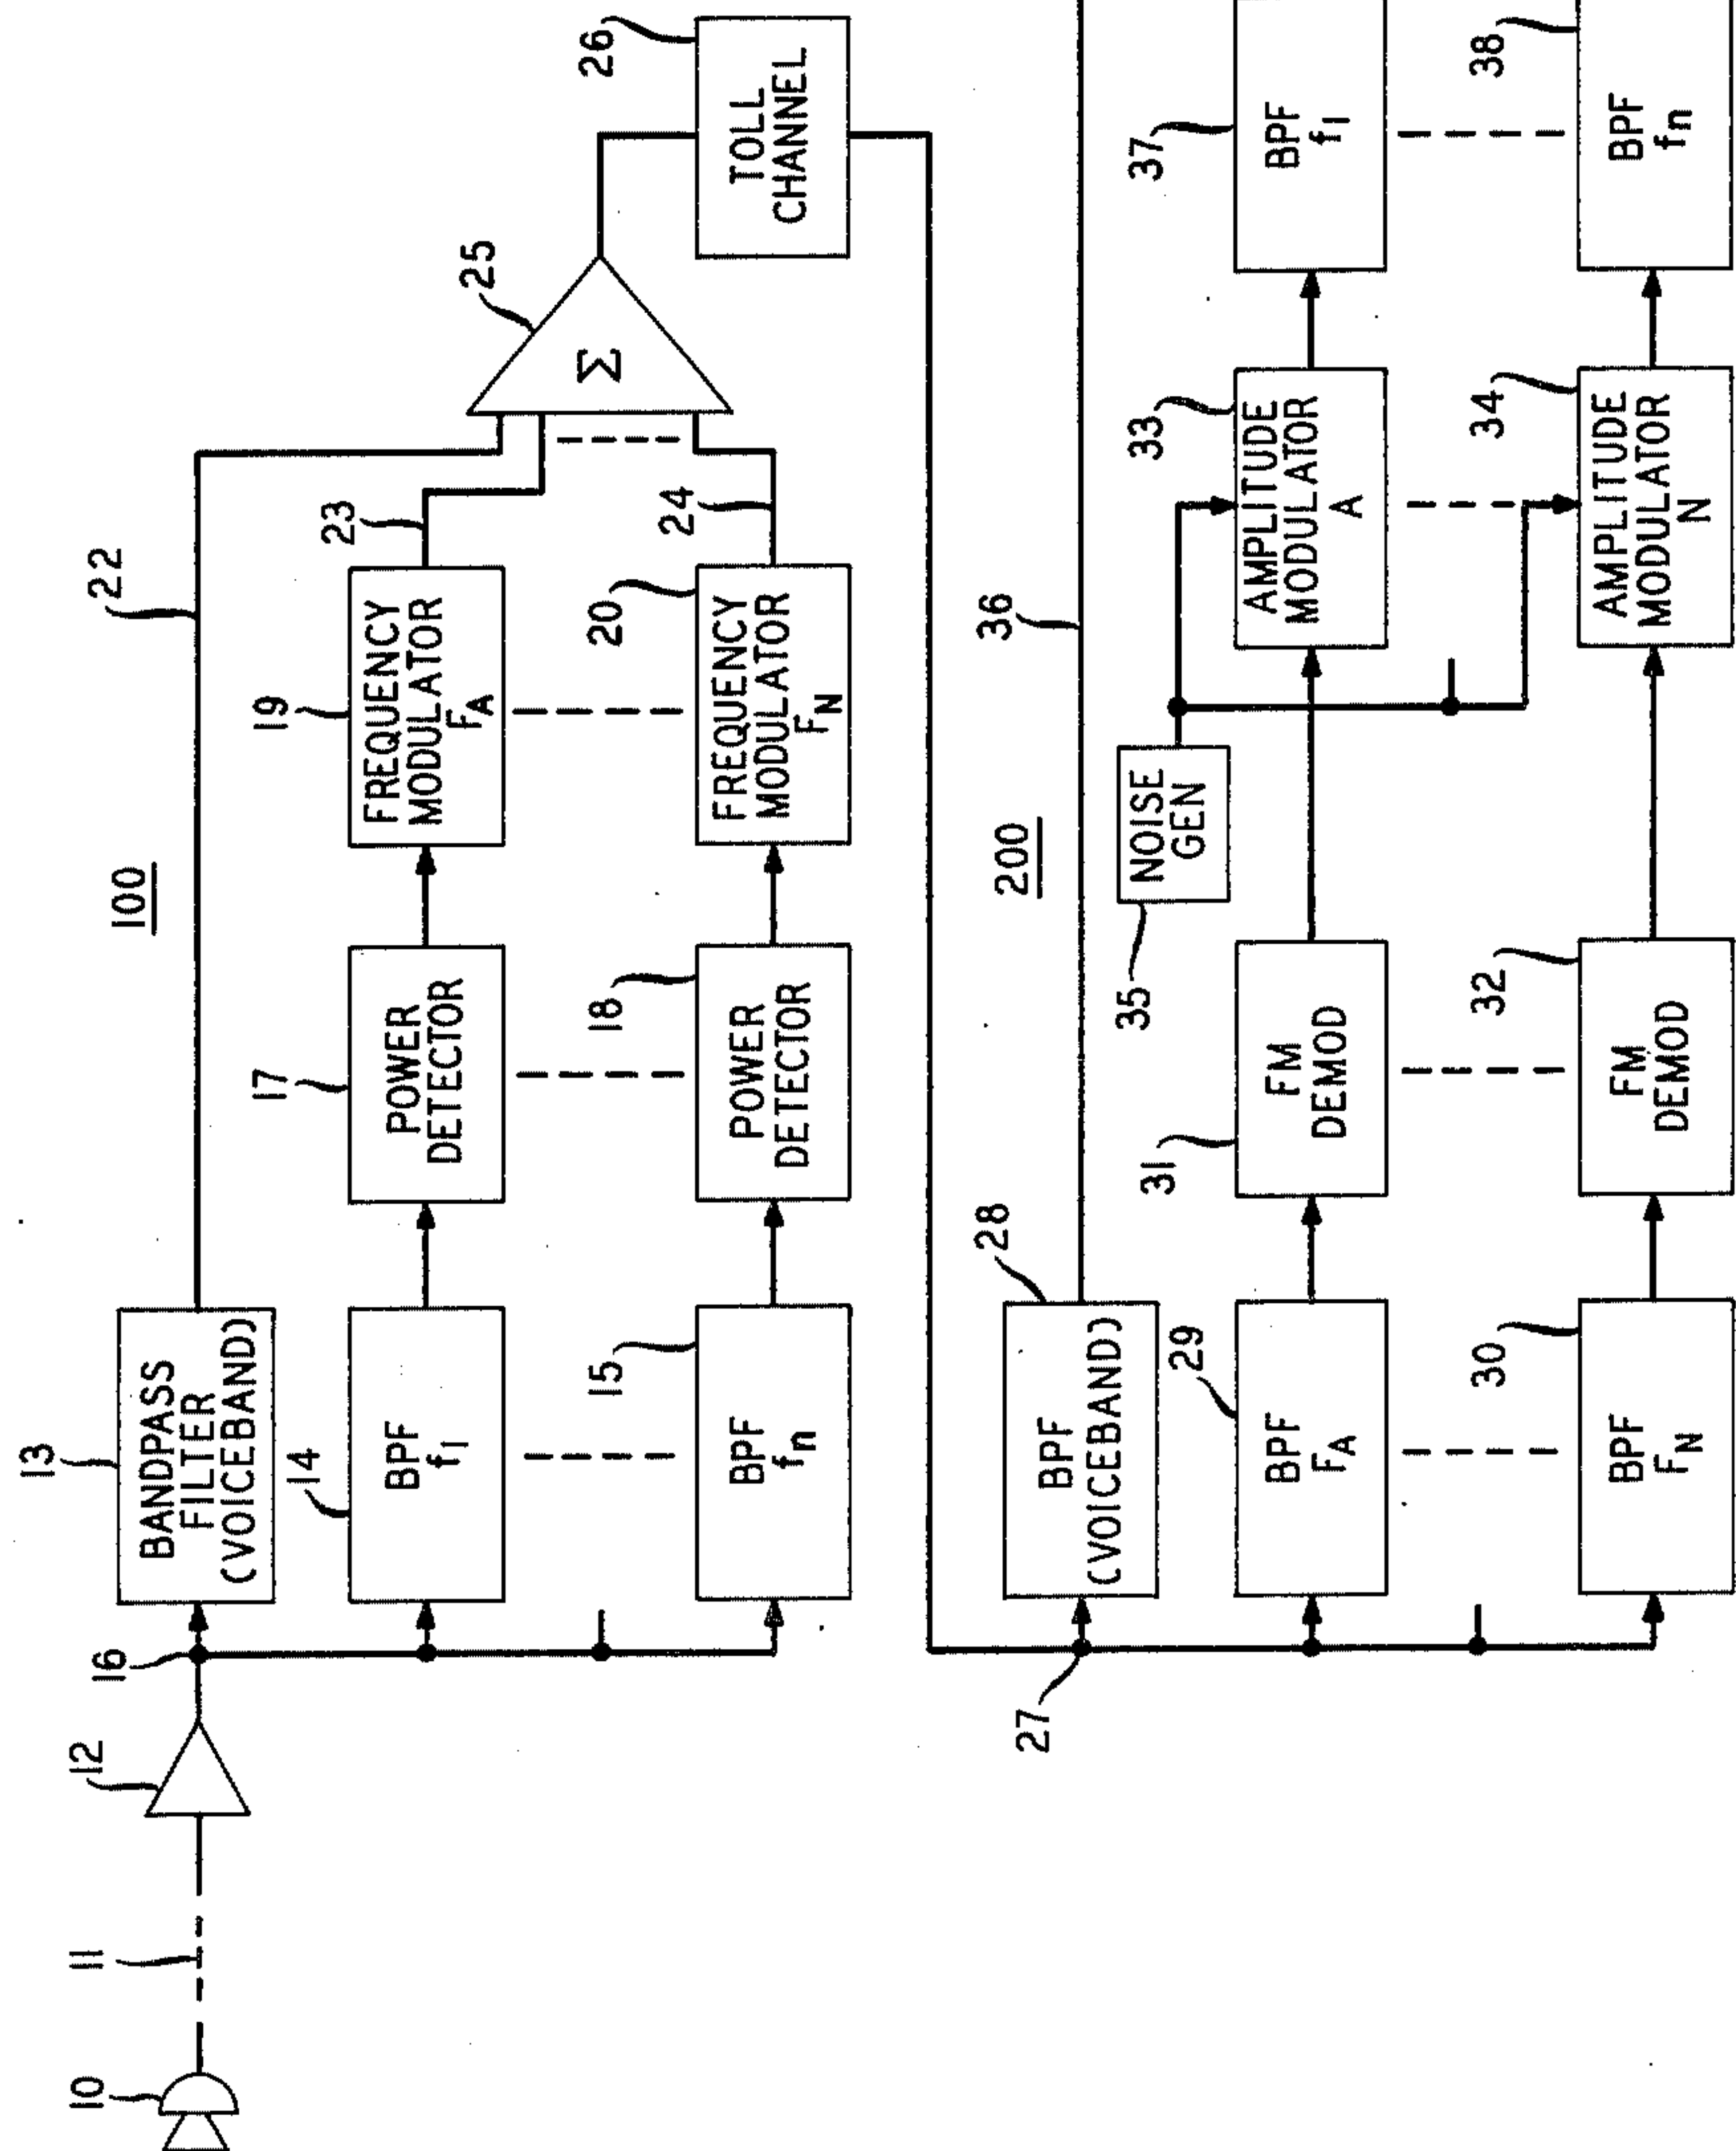 10
11
12
16
13
BANDPASS
FILTER
(VOICEBAND)
100
22
14
BPF
f1
17
POWER
DETECTOR
19
FREQUENCY
MODULATOR
FA
23
15
BPF
fn
18
POWER
DETECTOR
20
FREQUENCY
MODULATOR
FN
24
25
Σ
26
TOLL
CHANNEL
27
28
BPF
(VOICEBAND)
200
36
29
BPF
FA
31
FM
DEMOD
35
NOISE
GEN
33
AMPLITUDE
MODULATOR
A
37
BPF
f1
30
BPF
FN
32
FM
DEMOD
34
AMPLITUDE
MODULATOR
N
38
BPF
fn